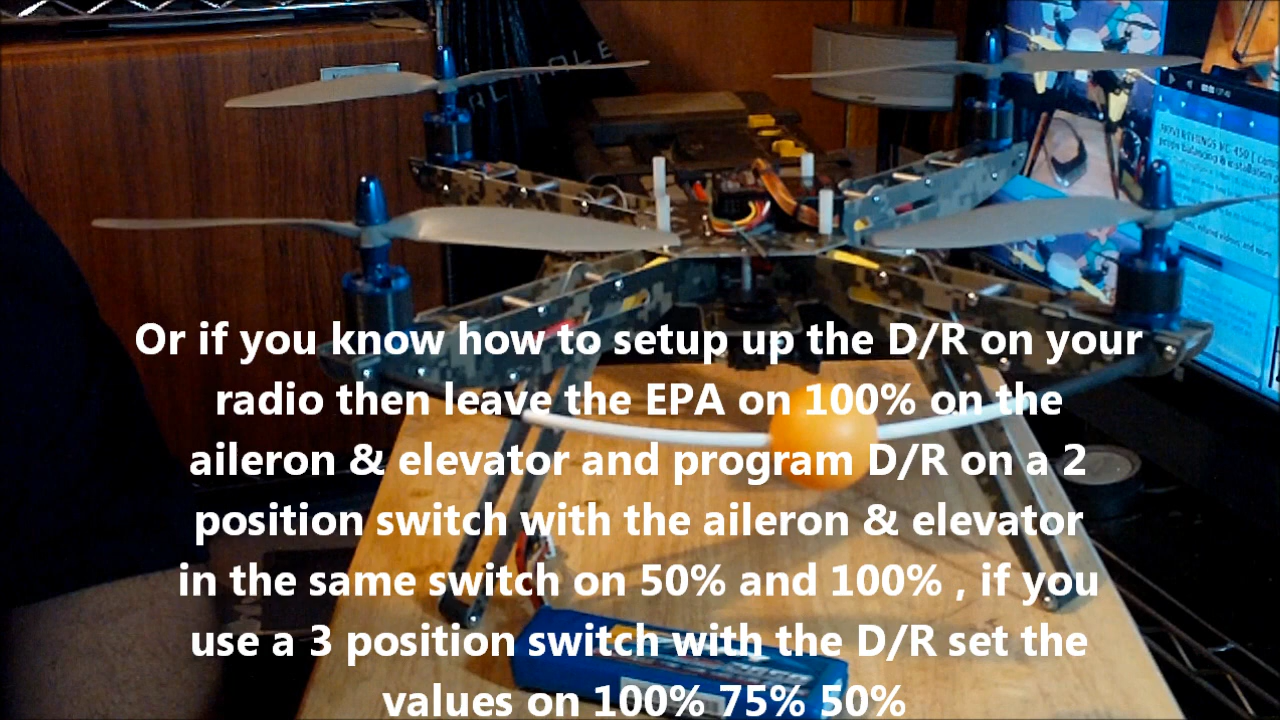 Or if you know how to setup up the D/R on your
radio then leave the EPA on 100% on the
aileron & elevator and program D/R on a 2
position switch with the aileron & elevator
in the same switch on 50% and 100% , if you
use a 3 position switch with the D/R set the
values on 100% 75% 50%